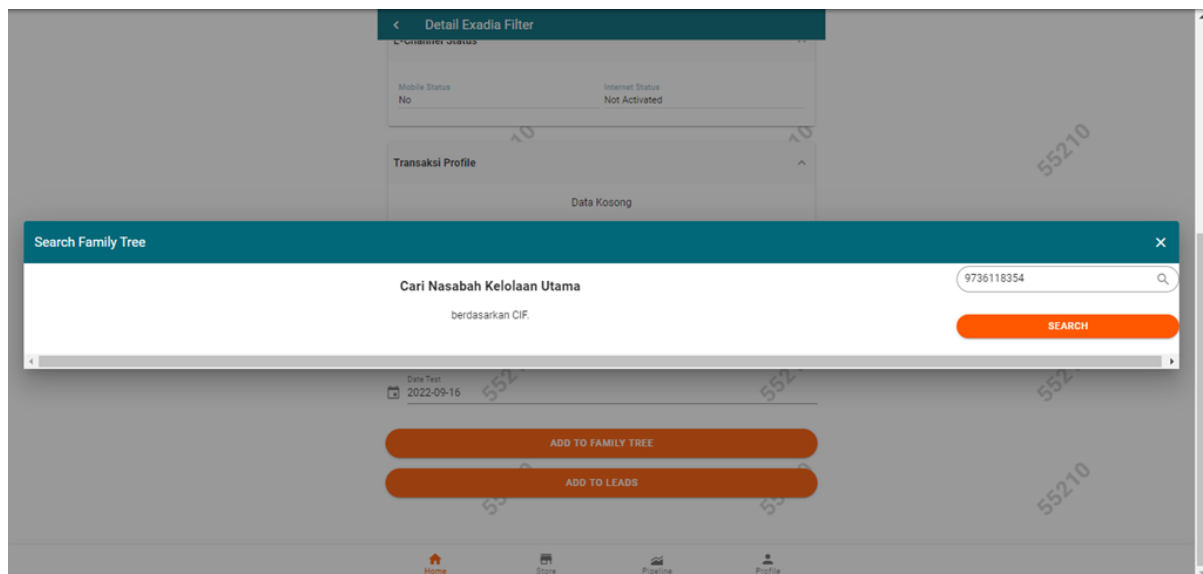 Detail Exadia Filter
E-Channel Status
Mobile Status
Internet Status
No
Not Activated
Transaksi Profile
Data Kosong
55210
Search Family Tree
Cari Nasabah Kelolaan Utama
berdasarkan CIF.
9736118354
SEARCH
Date Test
2022-09-16
ADD TO FAMILY TREE
ADD TO LEADS
55210
Home
Store
Pipeline
Profile